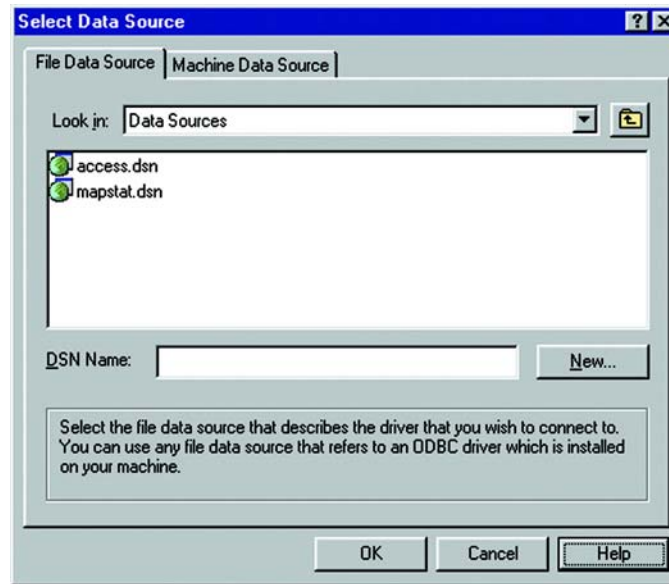 Select Data Source
File Data Source
Machine Data Source
Look in:
Data Sources
access.dsn
mapstat.dsn
DSN Name:
New...
Select the file data source that describes the driver that you wish to connect to.
You can use any file data source that refers to an ODBC driver which is installed
on your machine.
OK
Cancel
Help